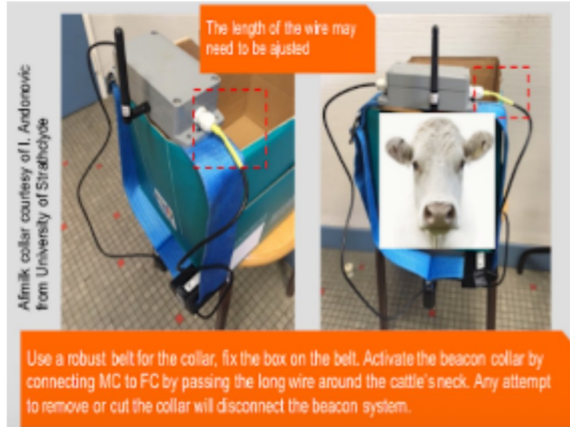 The length of the wire may
need to be ajusted
Afimilk collar courtesy of I. Andonovic
from University of Strathclyde
Use a robust belt for the collar, fix the box on the belt. Activate the beacon collar by
connecting MC to FC by passing the long wire around the cattle's neck. Any attempt
to remove or cut the collar will disconnect the beacon system.